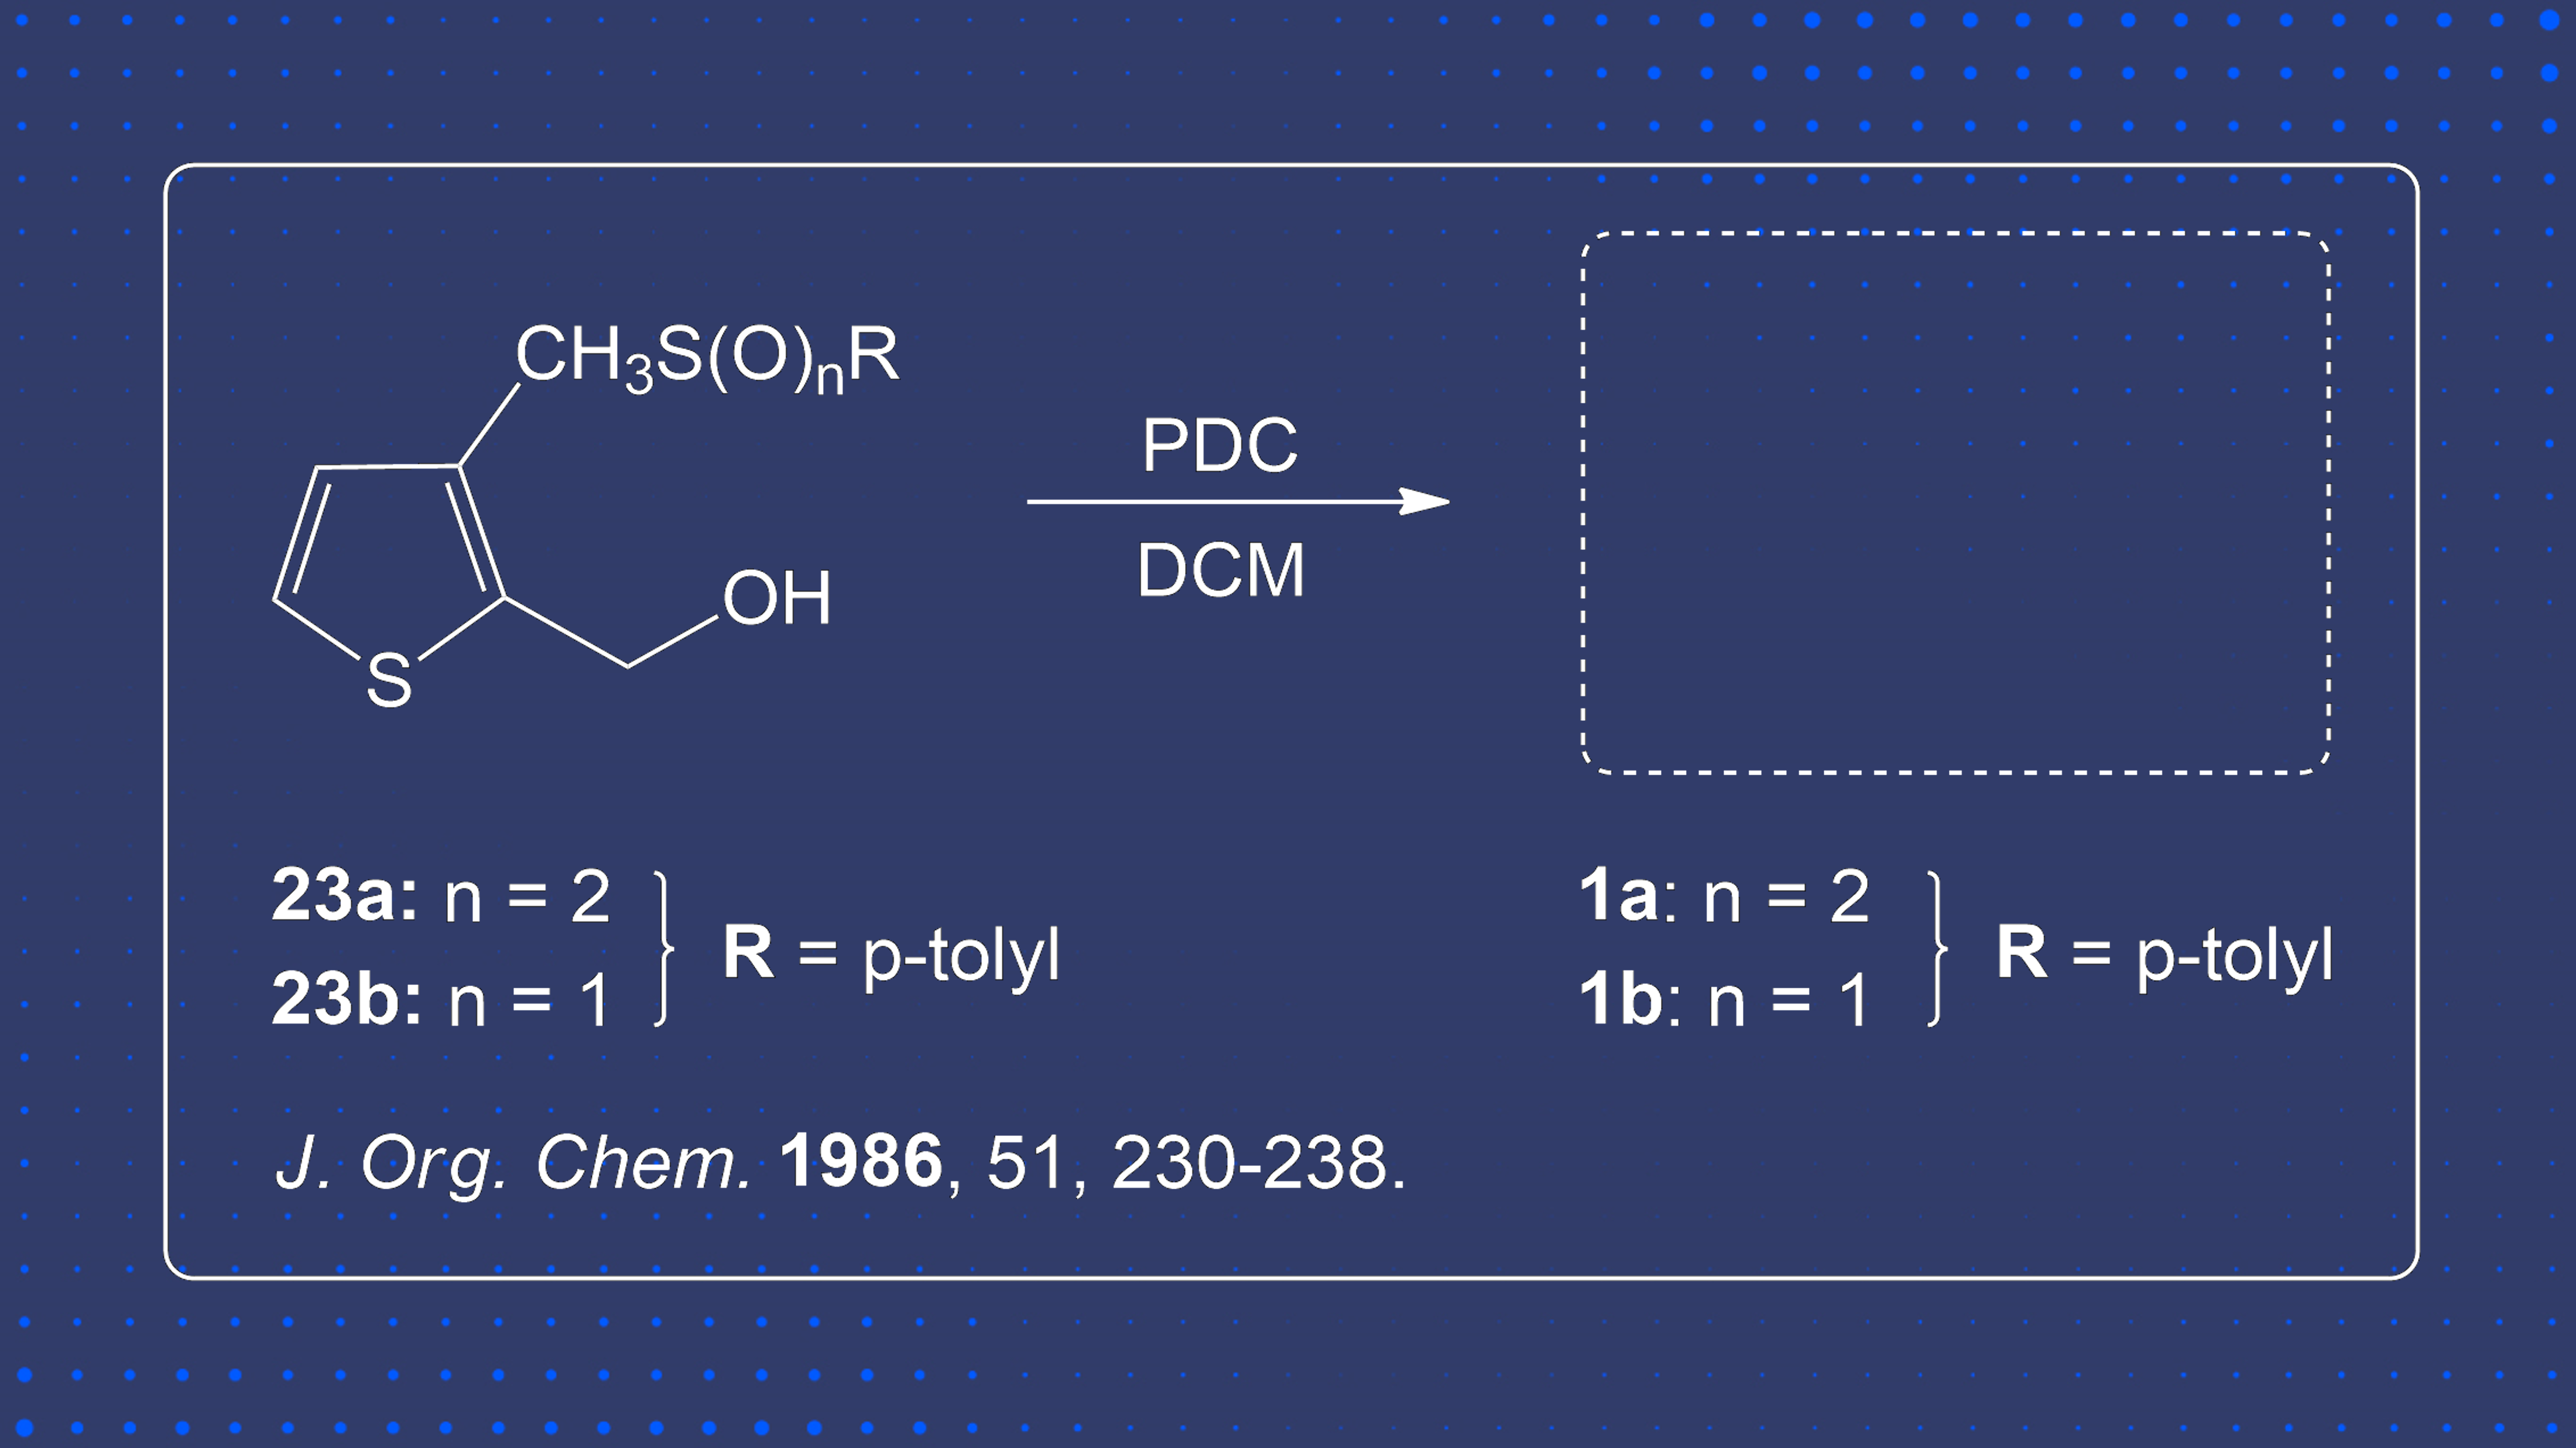 CH₃S(O)ₙR
OH
S
PDC
DCM
23a: n = 2
23b: n = 1
R = p-tolyl
1a: n = 2
1b: n = 1
R = p-tolyl
J. Org. Chem. 1986, 51, 230-238.